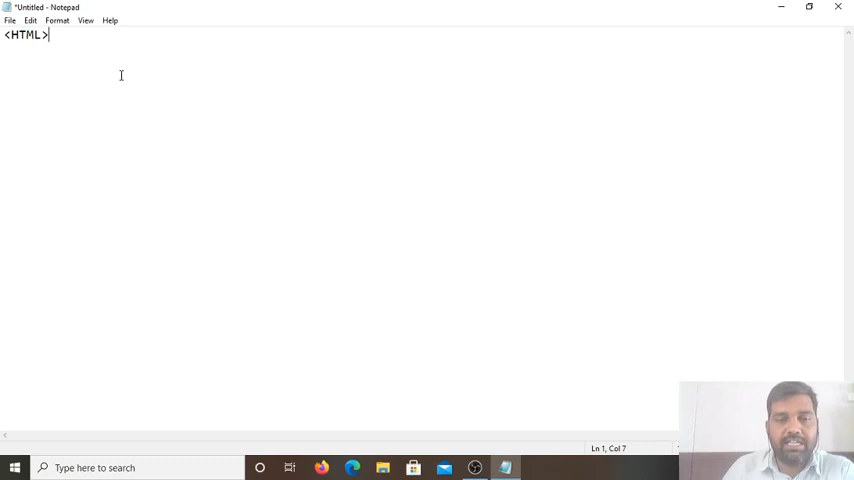 *Untitled - Notepad
File Edit Format View Help
<HTML>
Ln 1, Col 7
Type here to search